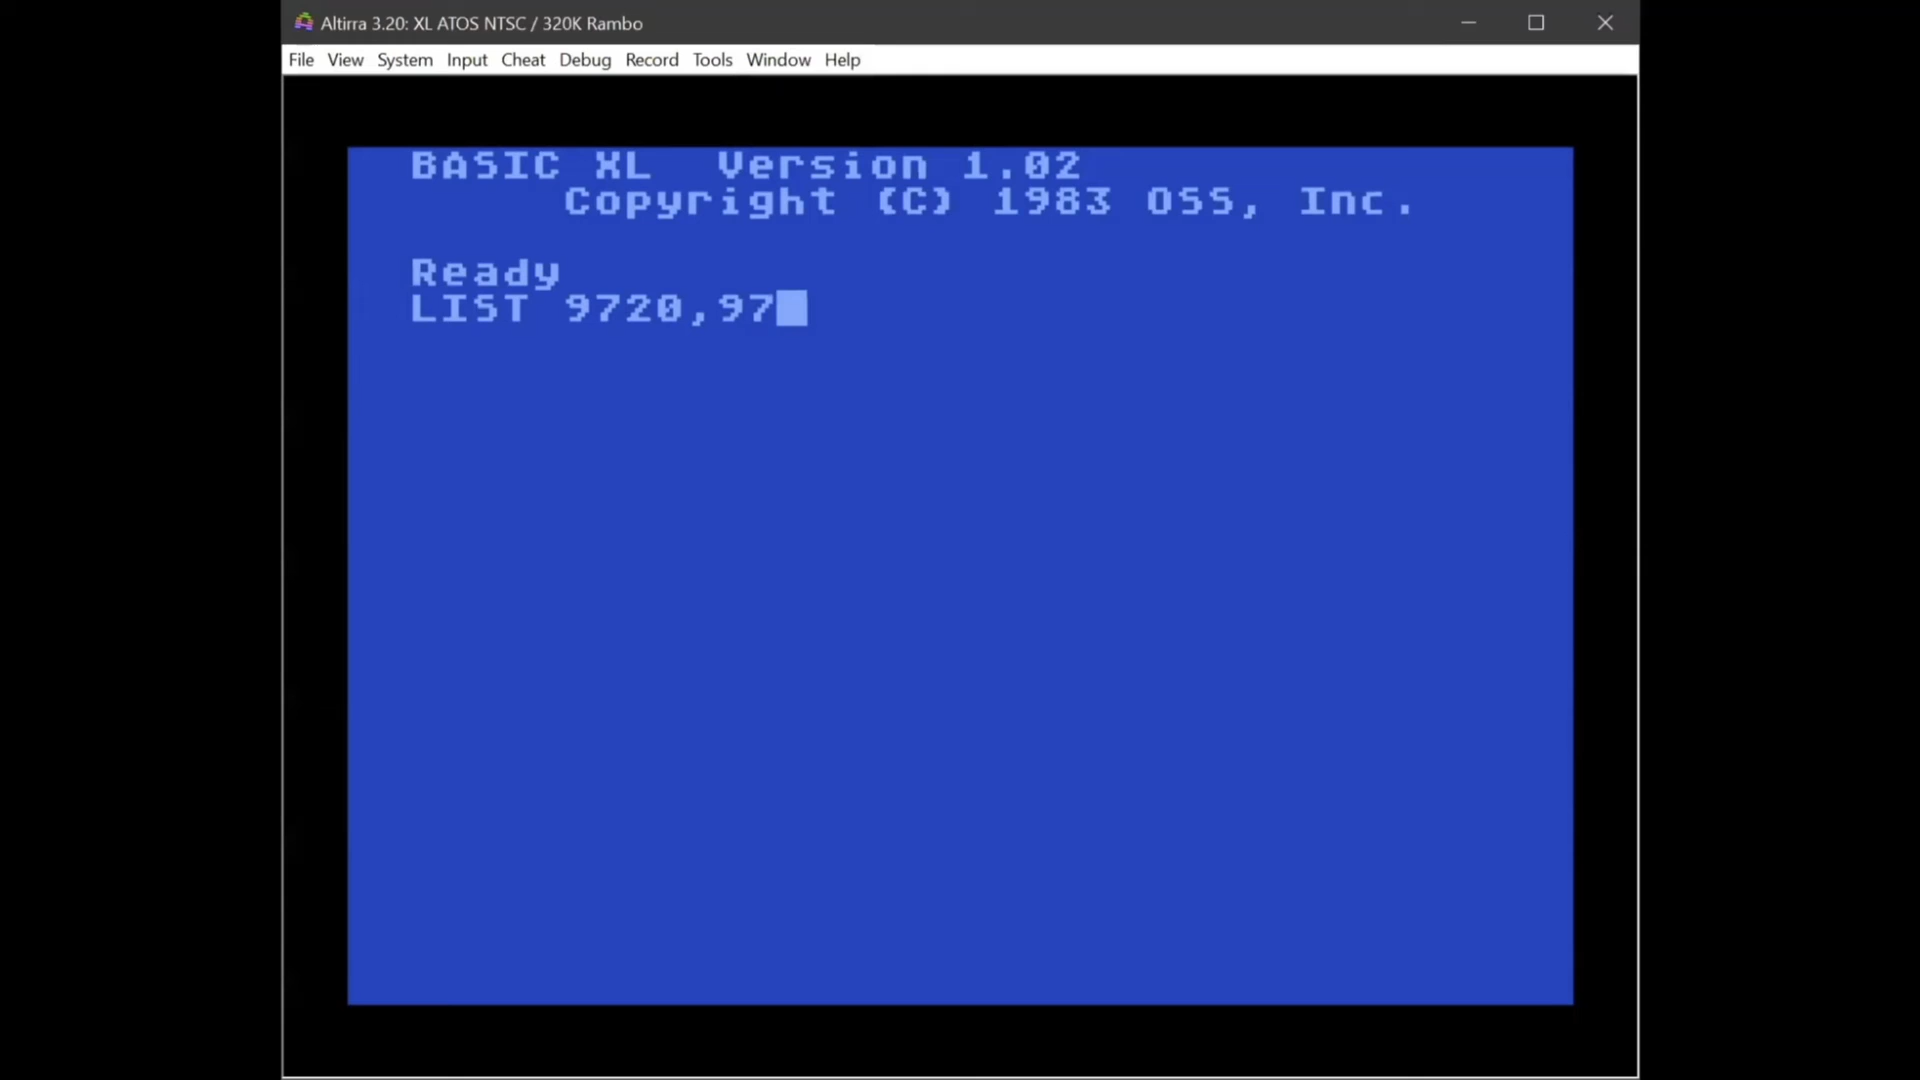 Altirra 3.20: XL ATOS NTSC / 320K Rambo
File View System Input Cheat Debug Record Tools Window Help
BASIC XL  Version 1.02
Copyright (C) 1983 OSS, Inc.
Ready
LIST 9720,97